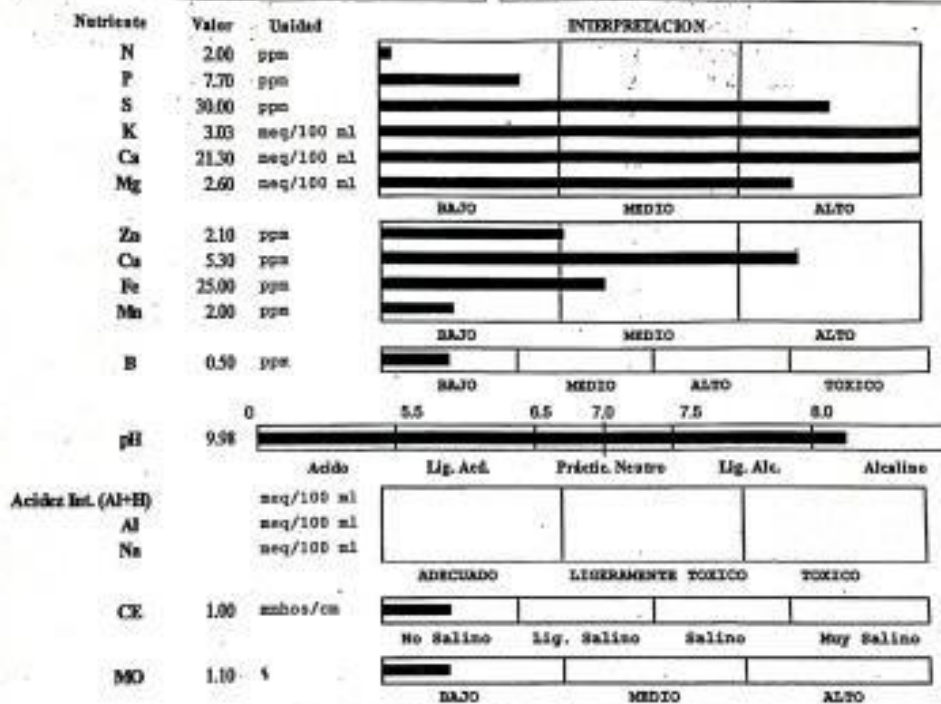 Nutriente Valor Unidad INTERPRETACION
N 2.00 ppm
P 7.70 ppm
S 30.00 ppm
K 3.03 meq/100 ml
Ca 21.30 meq/100 ml
Mg 2.60 meq/100 ml
BAJO MEDIO ALTO
Zn 2.10 ppm
Cu 5.30 ppm
Fe 25.00 ppm
Mn 2.00 ppm
BAJO MEDIO ALTO
B 0.50 ppm
BAJO MEDIO ALTO TOXICO
0 5.5 6.5 7.0 7.5 8.0
pH 9.98
Acido Lig. Acd. Práctic. Neutro Lig. Alc. Alcalino
Acidez Int. (Al+H) meq/100 ml
Al meq/100 ml
Na meq/100 ml
ADECUADO LIGERAMENTE TOXICO TOXICO
CE 1.00 mmhos/cm
No Salino Lig. Salino Salino Muy Salino
MO 1.10 %
BAJO MEDIO ALTO